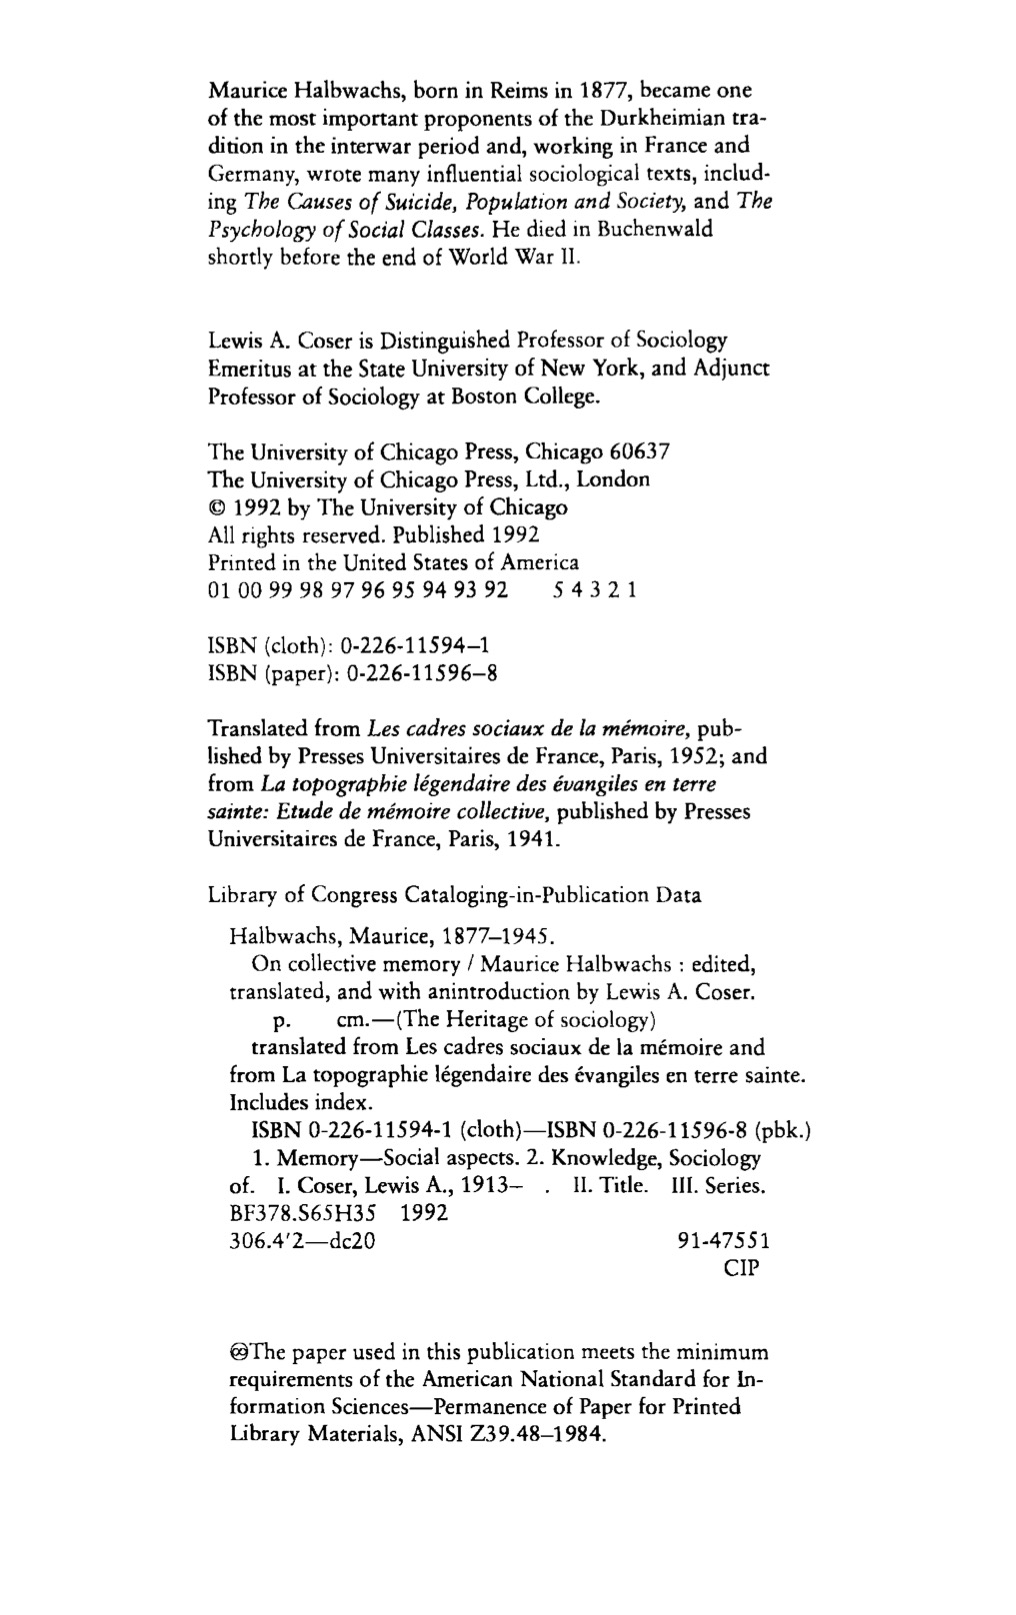 Maurice Halbwachs, born in Reims in 1877, became one
of the most important proponents of the Durkheimian tra-
dition in the interwar period and, working in France and
Germany, wrote many influential sociological texts, includ-
ing The Causes of Suicide, Population and Society, and The
Psychology of Social Classes. He died in Buchenwald
shortly before the end of World War II.
Lewis A. Coser is Distinguished Professor of Sociology
Emeritus at the State University of New York, and Adjunct
Professor of Sociology at Boston College.
The University of Chicago Press, Chicago 60637
The University of Chicago Press, Ltd., London
© 1992 by The University of Chicago
All rights reserved. Published 1992
Printed in the United States of America
01 00 99 98 97 96 95 94 93 92 5 4 3 2 1
ISBN (cloth): 0-226-11594–1
ISBN (paper): 0-226-11596–8
Translated from Les cadres sociaux de la mémoire, pub-
lished by Presses Universitaires de France, Paris, 1952; and
from La topographie légendaire des évangiles en terre
sainte: Etude de mémoire collective, published by Presses
Universitaires de France, Paris, 1941.
Library of Congress Cataloging-in-Publication Data
Halbwachs, Maurice, 1877–1945.
On collective memory / Maurice Halbwachs : edited,
translated, and with anintroduction by Lewis A. Coser.
p. cm.—(The Heritage of sociology)
translated from Les cadres sociaux de la mémoire and
from La topographie légendaire des évangiles en terre sainte.
Includes index.
ISBN 0-226-11594-1 (cloth)—ISBN 0-226-11596-8 (pbk.)
1. Memory—Social aspects. 2. Knowledge, Sociology
of. I. Coser, Lewis A., 1913– . II. Title. III. Series.
BF378.S65H35 1992
306.4'2—dc20 91-47551
CIP
♾The paper used in this publication meets the minimum
requirements of the American National Standard for In-
formation Sciences—Permanence of Paper for Printed
Library Materials, ANSI Z39.48–1984.